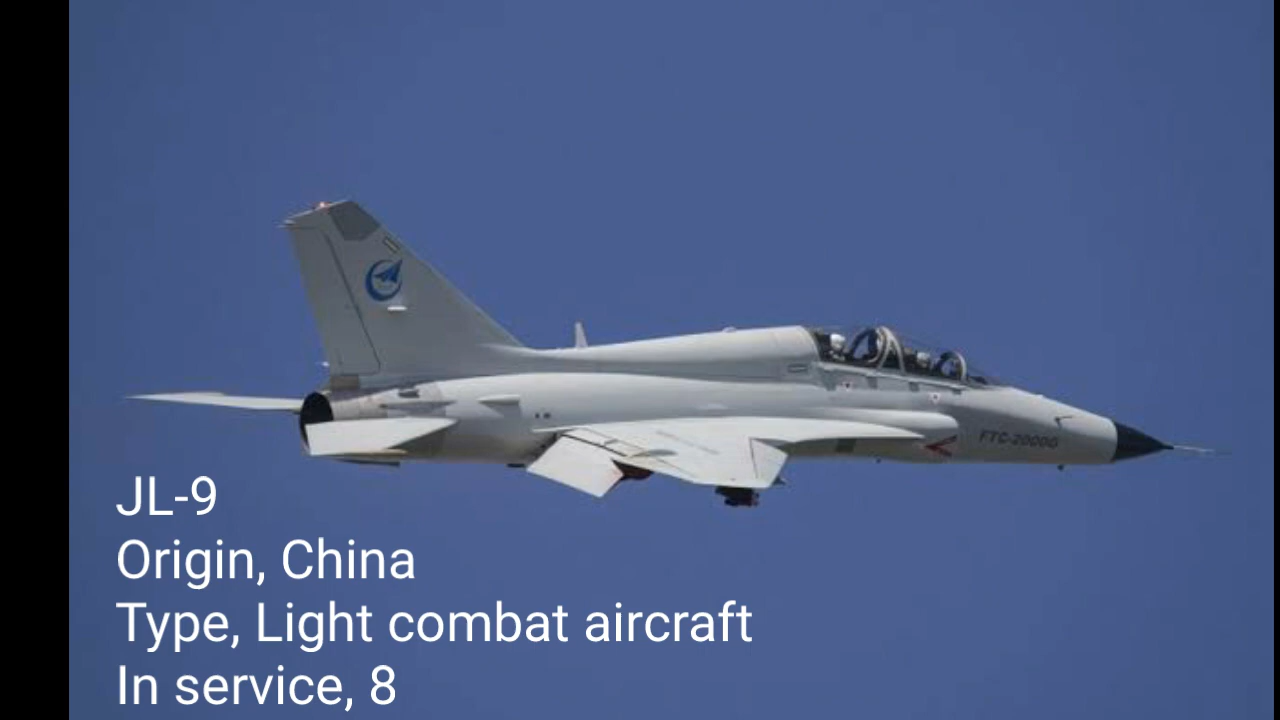 FTC-2000G
JL-9
Origin, China
Type, Light combat aircraft
In service, 8